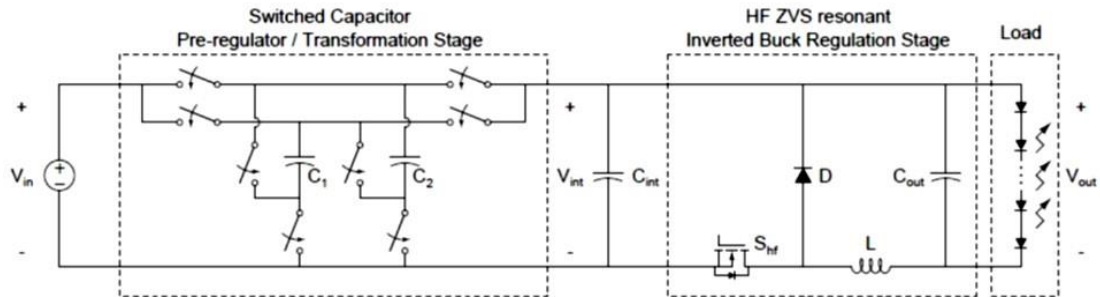 Switched Capacitor
Pre-regulator / Transformation Stage
HF ZVS resonant
Inverted Buck Regulation Stage
Load
+
+
+
V_in
+
−
C_1
C_2
V_int
C_int
D
C_out
V_out
S_hf
L
-
-
-